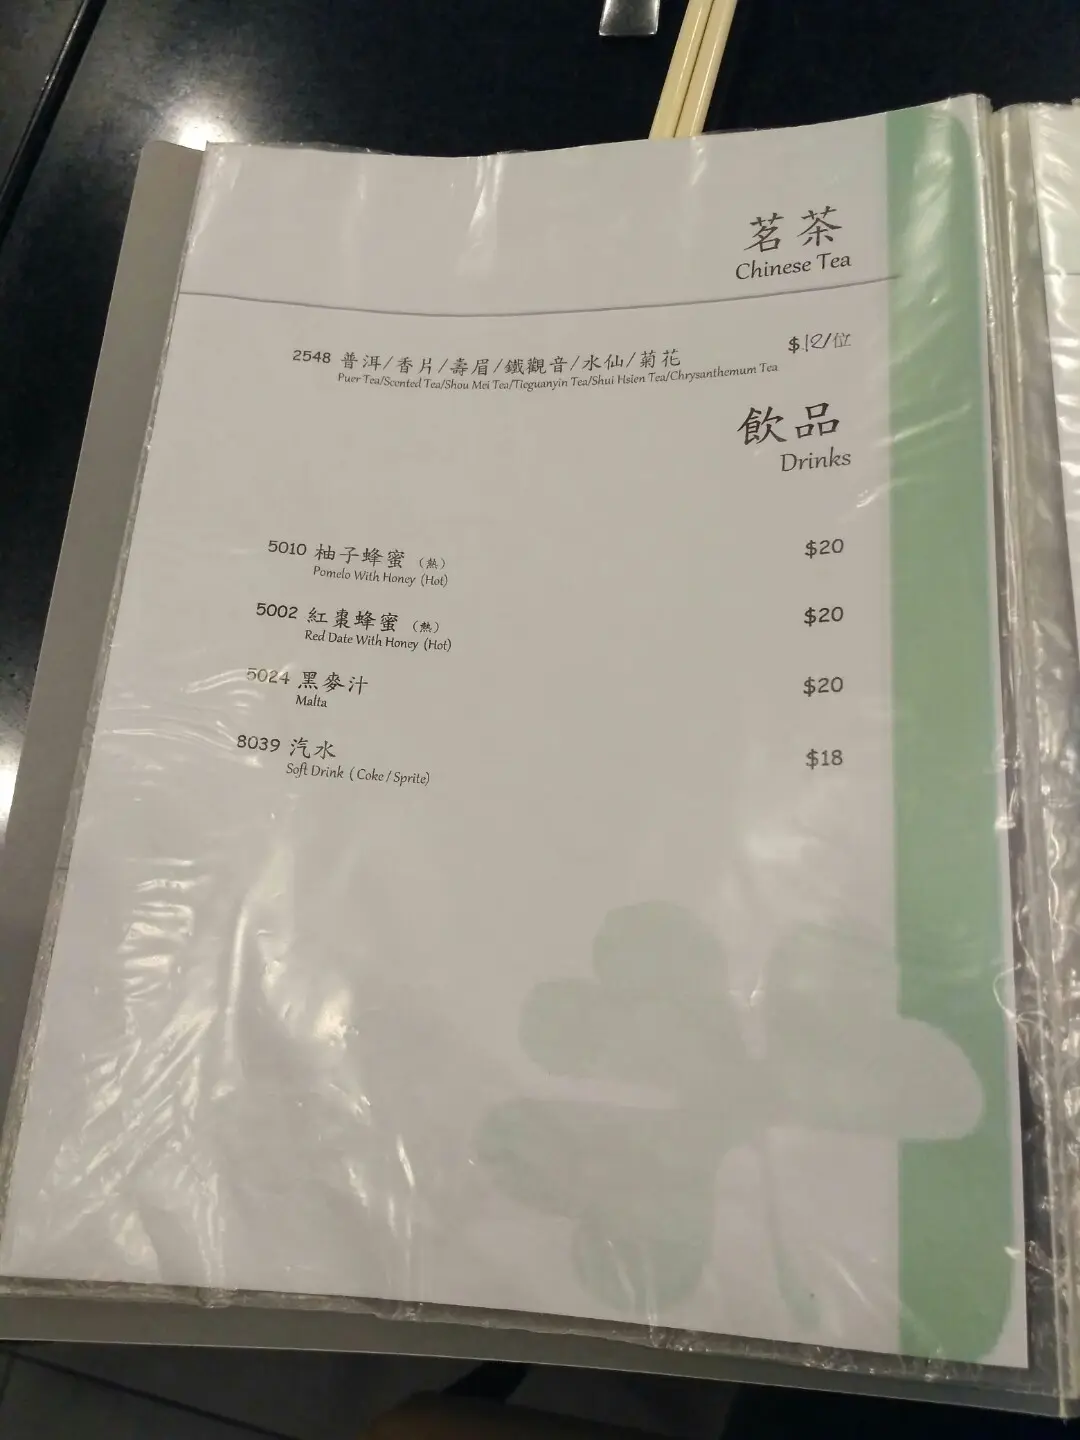 茗茶
Chinese Tea
2548 普洱/香片/壽眉/鐵觀音/水仙/菊花 $12/位
Puer Tea/Scented Tea/Shou Mei Tea/Tieguanyin Tea/Shui Hsien Tea/Chrysanthemum Tea
飲品
Drinks
5010 柚子蜂蜜 (熱) $20
Pomelo With Honey (Hot)
5002 紅棗蜂蜜 (熱) $20
Red Date With Honey (Hot)
5024 黑麥汁 $20
Malta
8039 汽水 $18
Soft Drink ( Coke / Sprite)